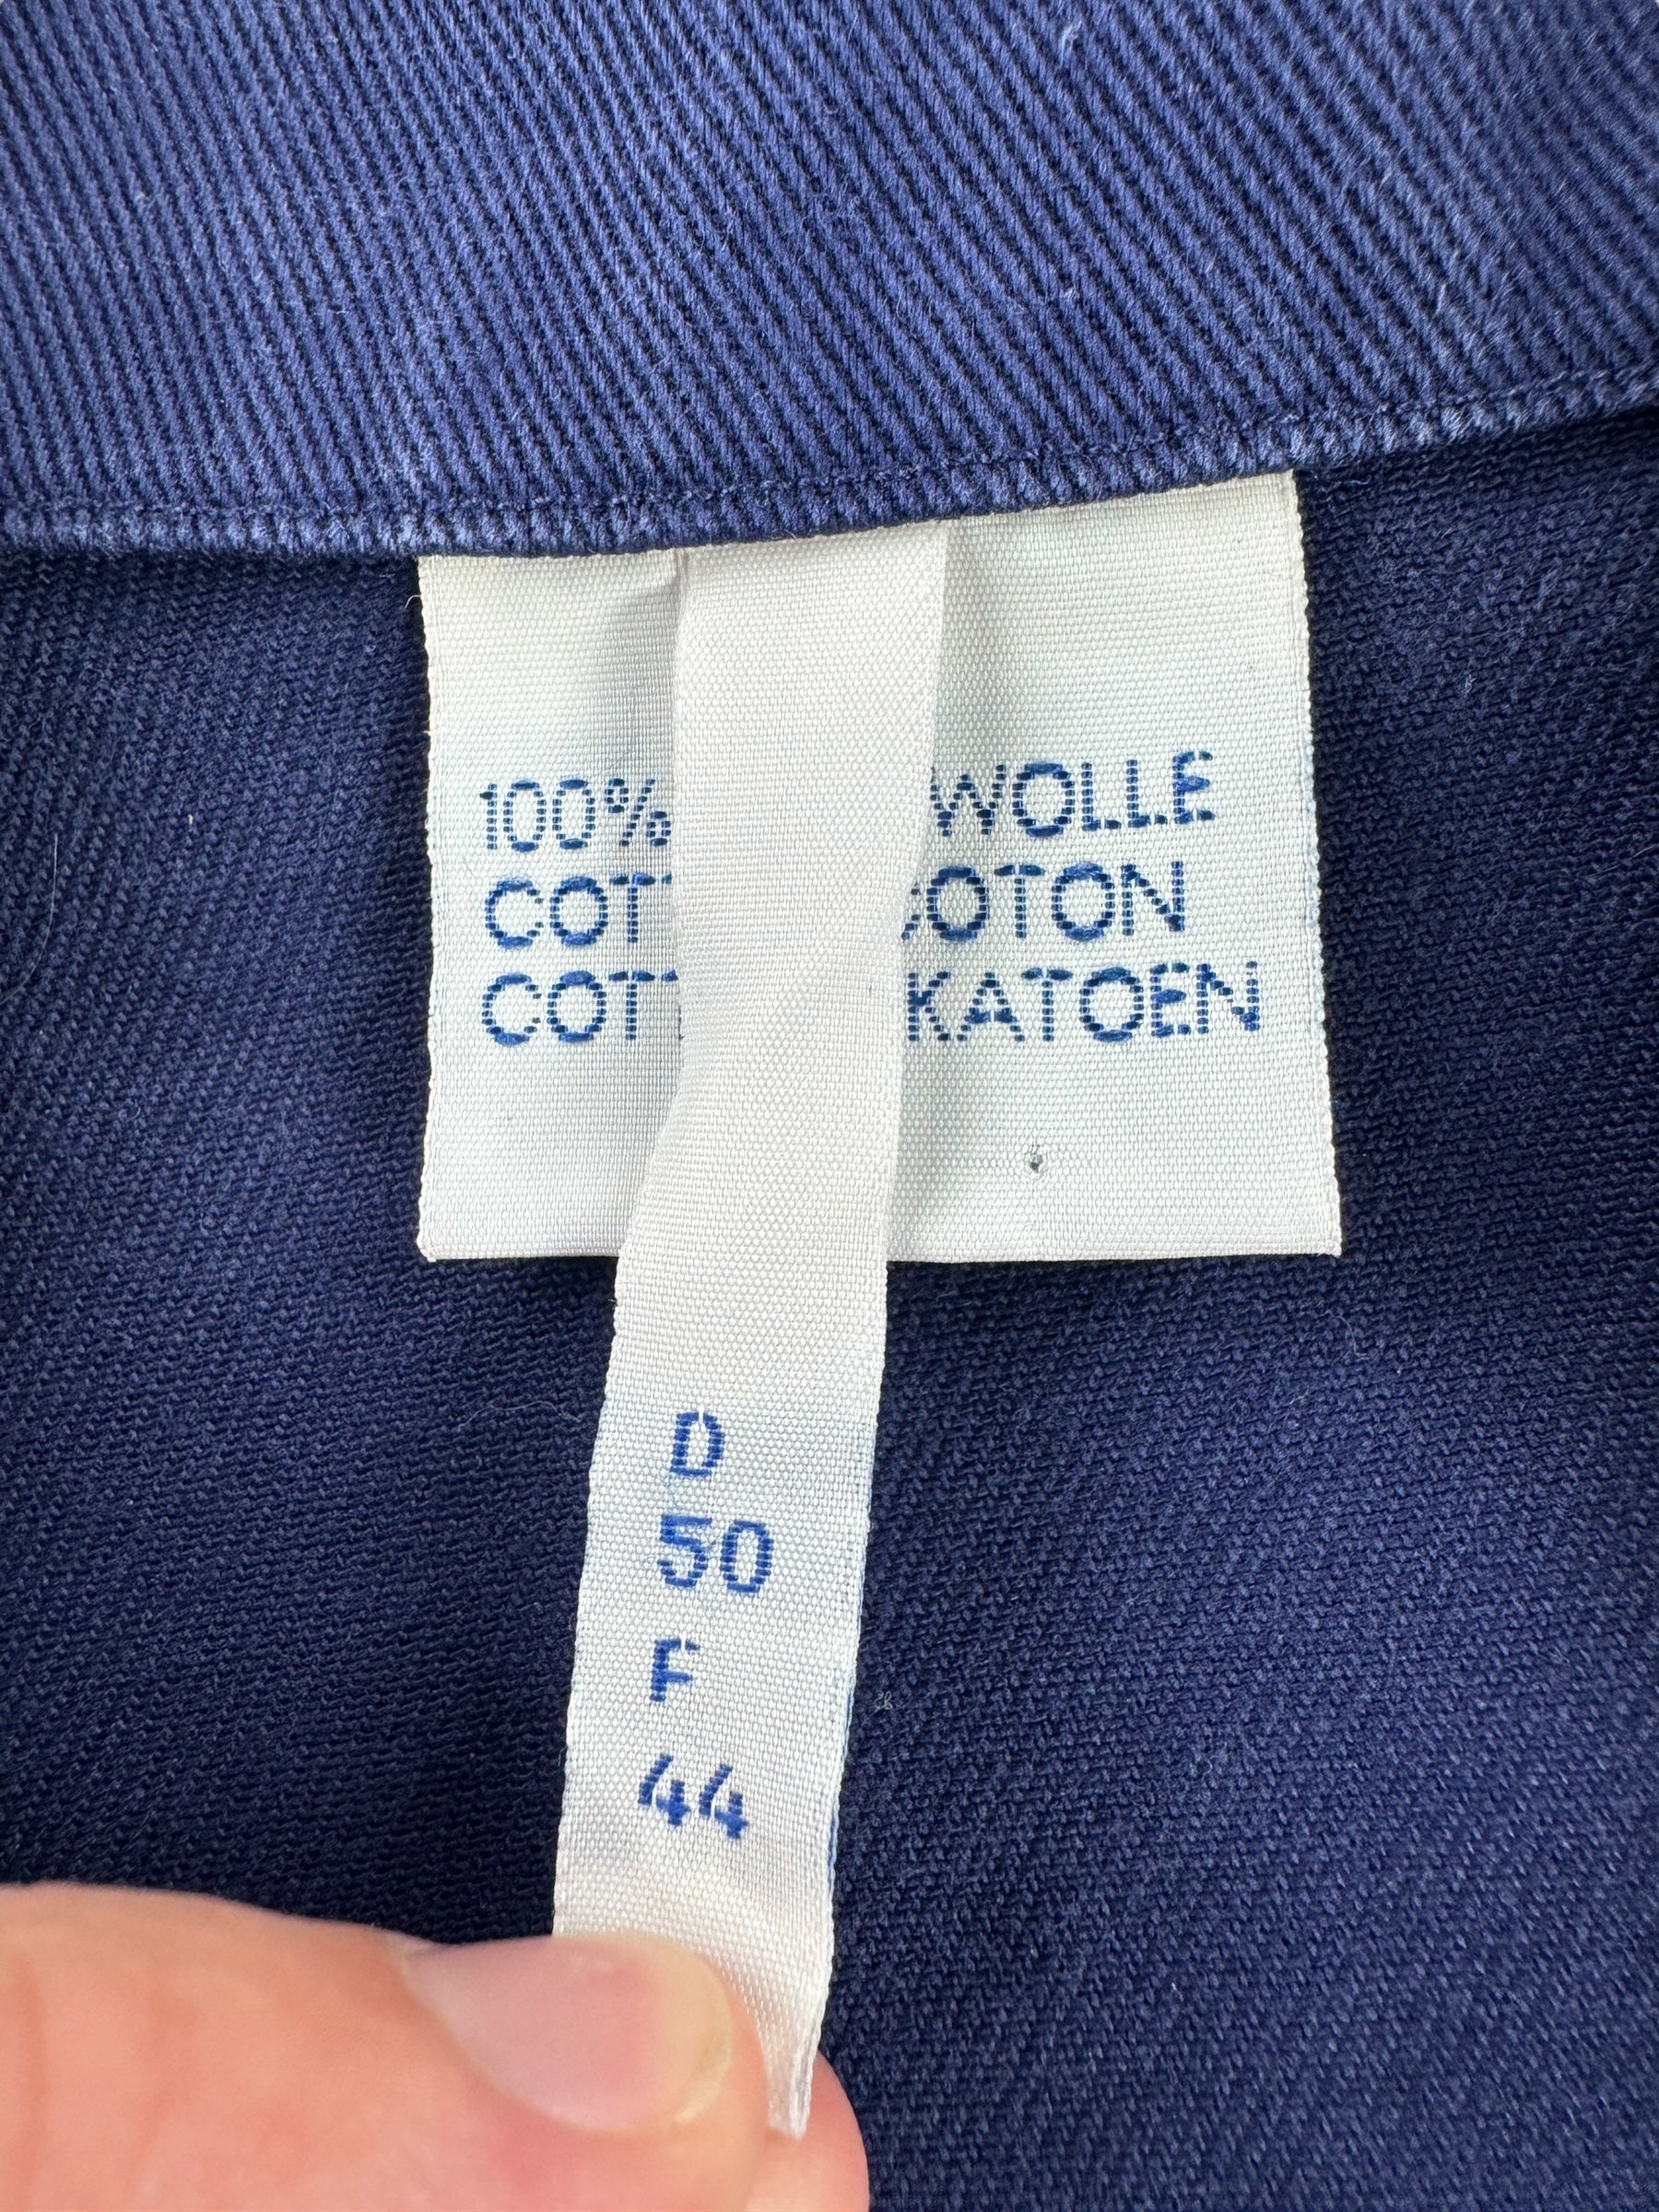 100% WOLLE
COT COTON
COT KATOEN
D
50
F
44